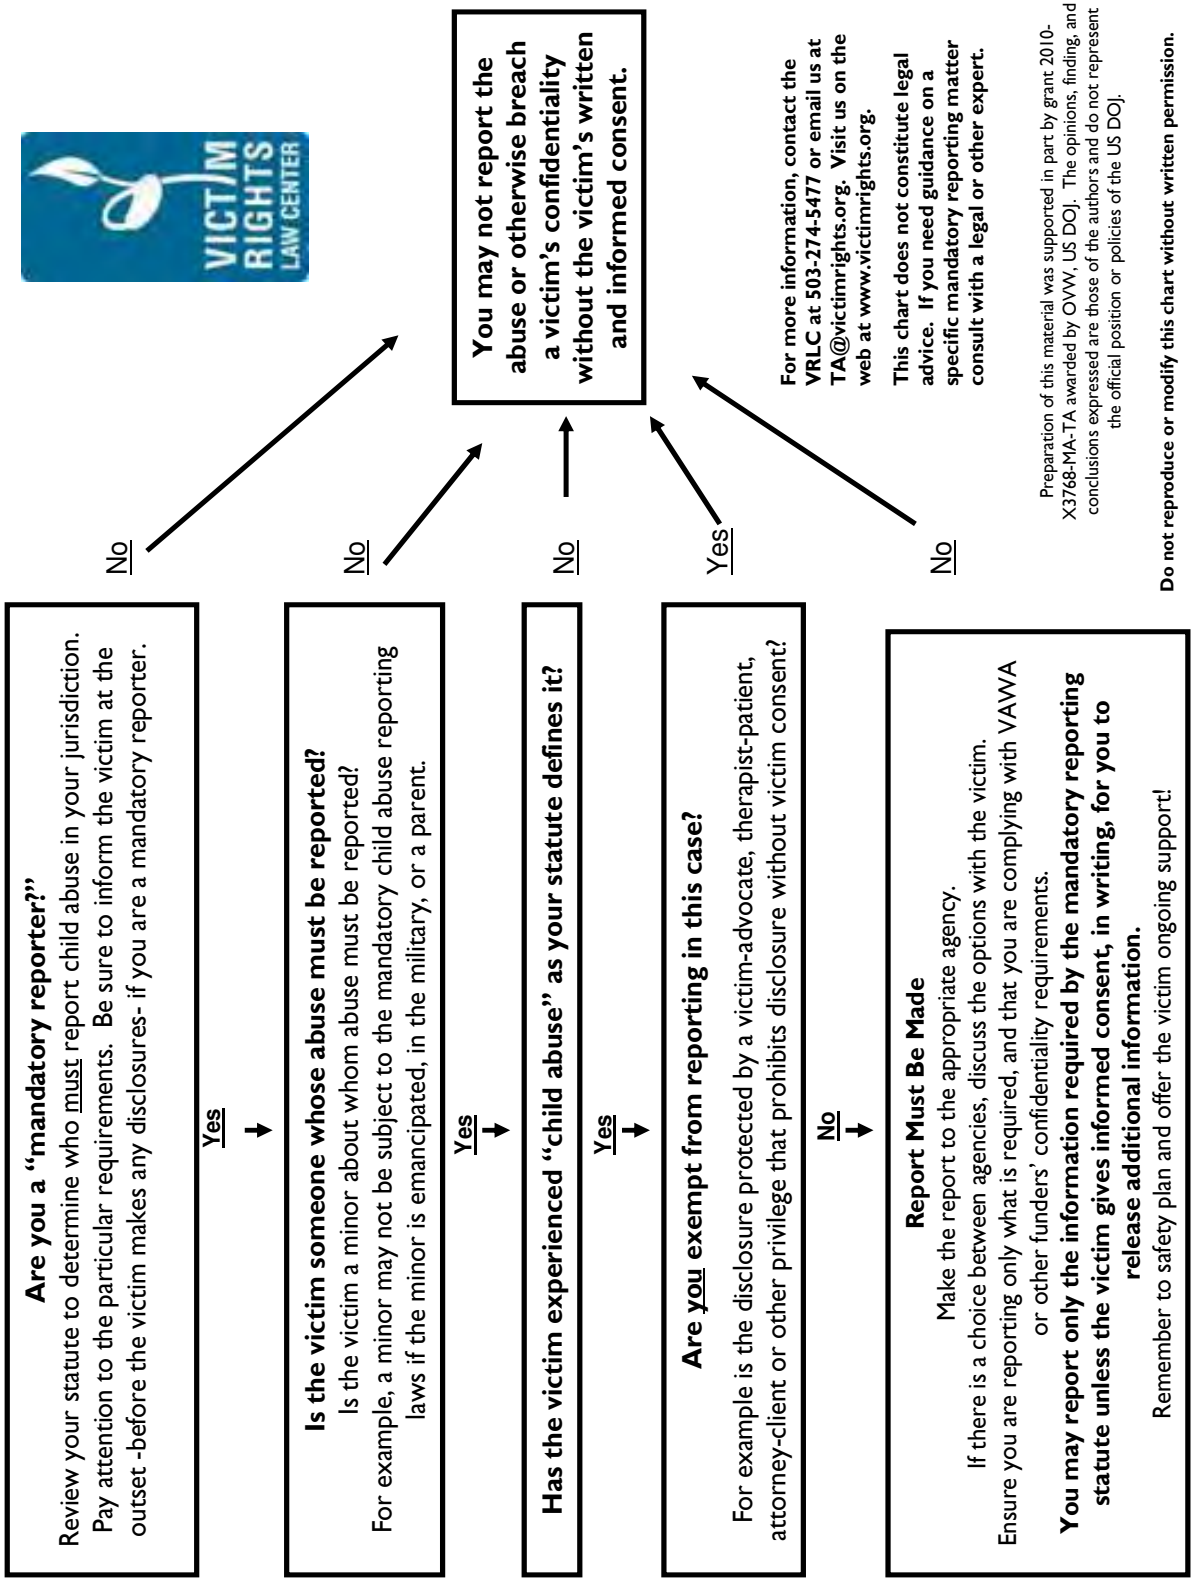 Are you a “mandatory reporter?”
Review your statute to determine who must report child abuse in your jurisdiction.
Pay attention to the particular requirements. Be sure to inform the victim at the
outset -before the victim makes any disclosures- if you are a mandatory reporter.
No
Yes
Is the victim someone whose abuse must be reported?
Is the victim a minor about whom abuse must be reported?
For example, a minor may not be subject to the mandatory child abuse reporting
laws if the minor is emancipated, in the military, or a parent.
No
Yes
Has the victim experienced “child abuse” as your statute defines it?
No
Yes
Are you exempt from reporting in this case?
For example is the disclosure protected by a victim-advocate, therapist-patient,
attorney-client or other privilege that prohibits disclosure without victim consent?
Yes
No
Report Must Be Made
Make the report to the appropriate agency.
If there is a choice between agencies, discuss the options with the victim.
Ensure you are reporting only what is required, and that you are complying with VAWA
or other funders’ confidentiality requirements.
You may report only the information required by the mandatory reporting
statute unless the victim gives informed consent, in writing, for you to
release additional information.
Remember to safety plan and offer the victim ongoing support!
No
VICTIM
RIGHTS
LAW CENTER
You may not report the
abuse or otherwise breach
a victim’s confidentiality
without the victim’s written
and informed consent.
For more information, contact the
VRLC at 503-274-5477 or email us at
TA@victimrights.org. Visit us on the
web at www.victimrights.org.
This chart does not constitute legal
advice. If you need guidance on a
specific mandatory reporting matter
consult with a legal or other expert.
Preparation of this material was supported in part by grant 2010-
X3768-MA-TA awarded by OVW, US DOJ. The opinions, finding, and
conclusions expressed are those of the authors and do not represent
the official position or policies of the US DOJ.
Do not reproduce or modify this chart without written permission.